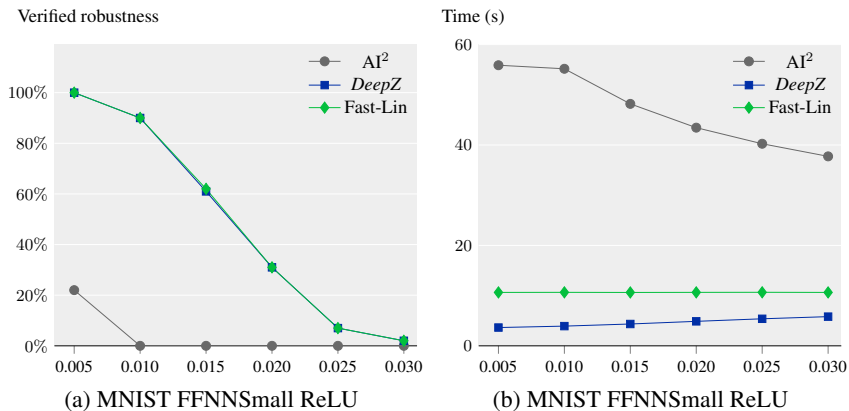 Verified robustness
AI²
DeepZ
Fast-Lin
100%
80%
60%
40%
20%
0%
0.005 0.010 0.015 0.020 0.025 0.030
(a) MNIST FFNNSmall ReLU
Time (s)
AI²
DeepZ
Fast-Lin
60
40
20
0
0.005 0.010 0.015 0.020 0.025 0.030
(b) MNIST FFNNSmall ReLU